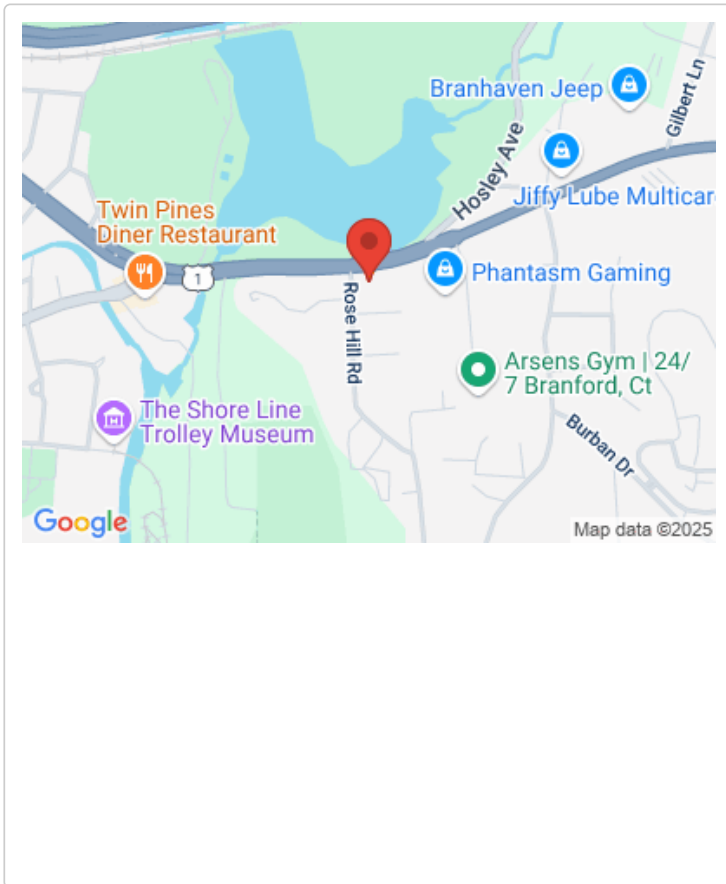 Branhaven Jeep
Gilbert Ln
Hosley Ave
Jiffy Lube Multicar
Twin Pines
Diner Restaurant
1
Phantasm Gaming
Rose Hill Rd
Arsens Gym | 24/
7 Branford, Ct
The Shore Line
Trolley Museum
Burban Dr
Google
Map data ©2025